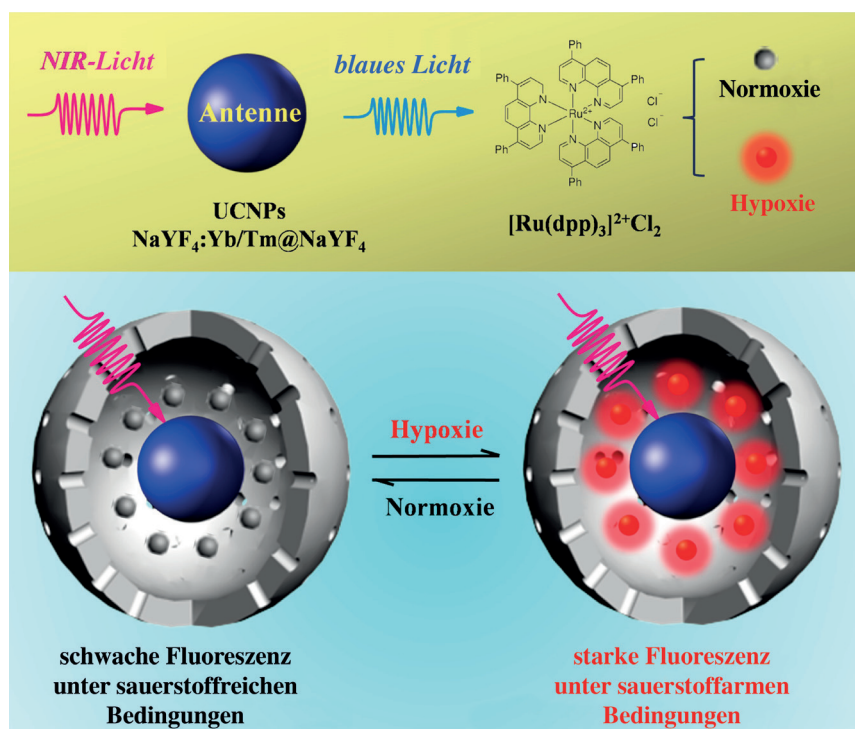 NIR-Licht
Antenne
blaues Licht
UCNPs
NaYF₄:Yb/Tm@NaYF₄
Ph
Ph
Ph
Ph
Ph
Ph
N
N
N
N
N
N
Ru²⁺
Cl⁻
Cl⁻
[Ru(dpp)₃]²⁺Cl₂
Normoxie
Hypoxie
Hypoxie
Normoxie
schwache Fluoreszenz
unter sauerstoffreichen
Bedingungen
starke Fluoreszenz
unter sauerstoffarmen
Bedingungen